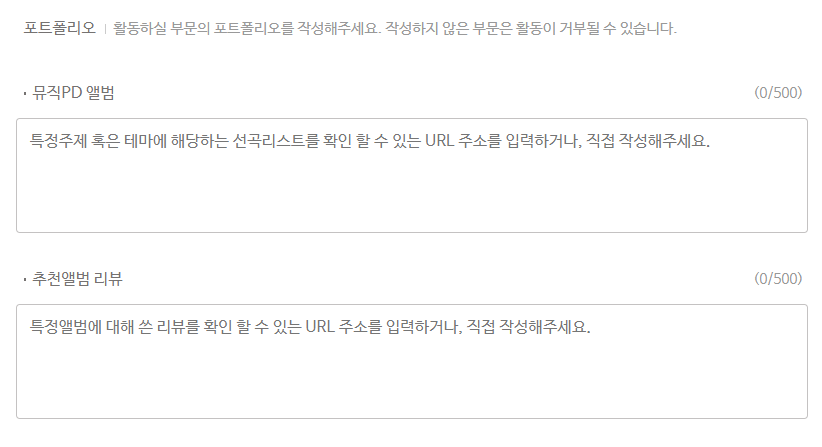 포트폴리오 | 활동하실 부문의 포트폴리오를 작성해주세요. 작성하지 않은 부문은 활동이 거부될 수 있습니다.
· 뮤직PD 앨범 (0/500)
특정주제 혹은 테마에 해당하는 선곡리스트를 확인 할 수 있는 URL 주소를 입력하거나, 직접 작성해주세요.
· 추천앨범 리뷰 (0/500)
특정앨범에 대해 쓴 리뷰를 확인 할 수 있는 URL 주소를 입력하거나, 직접 작성해주세요.